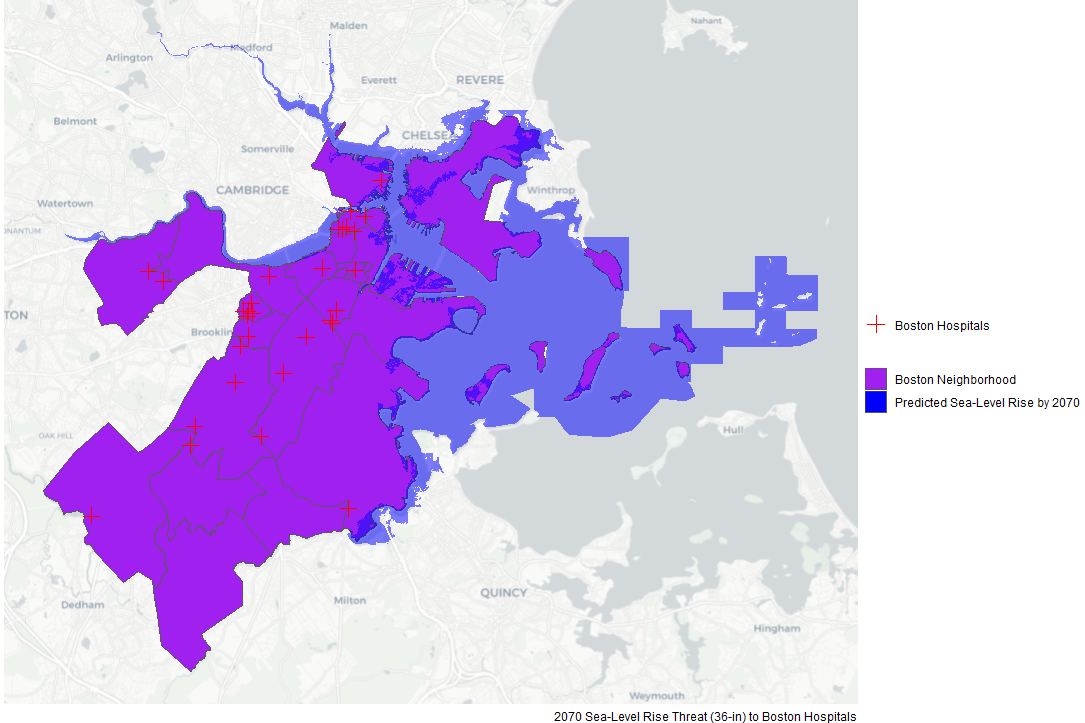 Nahant
Malden
Medford
Arlington
Everett
REVERE
Belmont
CHELSEA
Somerville
CAMBRIDGE
Winthrop
Watertown
ONANTUM
TON
Brooklin
Boston Hospitals
Boston Neighborhood
Predicted Sea-Level Rise by 2070
OAK HILL
Hull
QUINCY
Milton
Dedham
Hingham
Weymouth
2070 Sea-Level Rise Threat (36-in) to Boston Hospitals